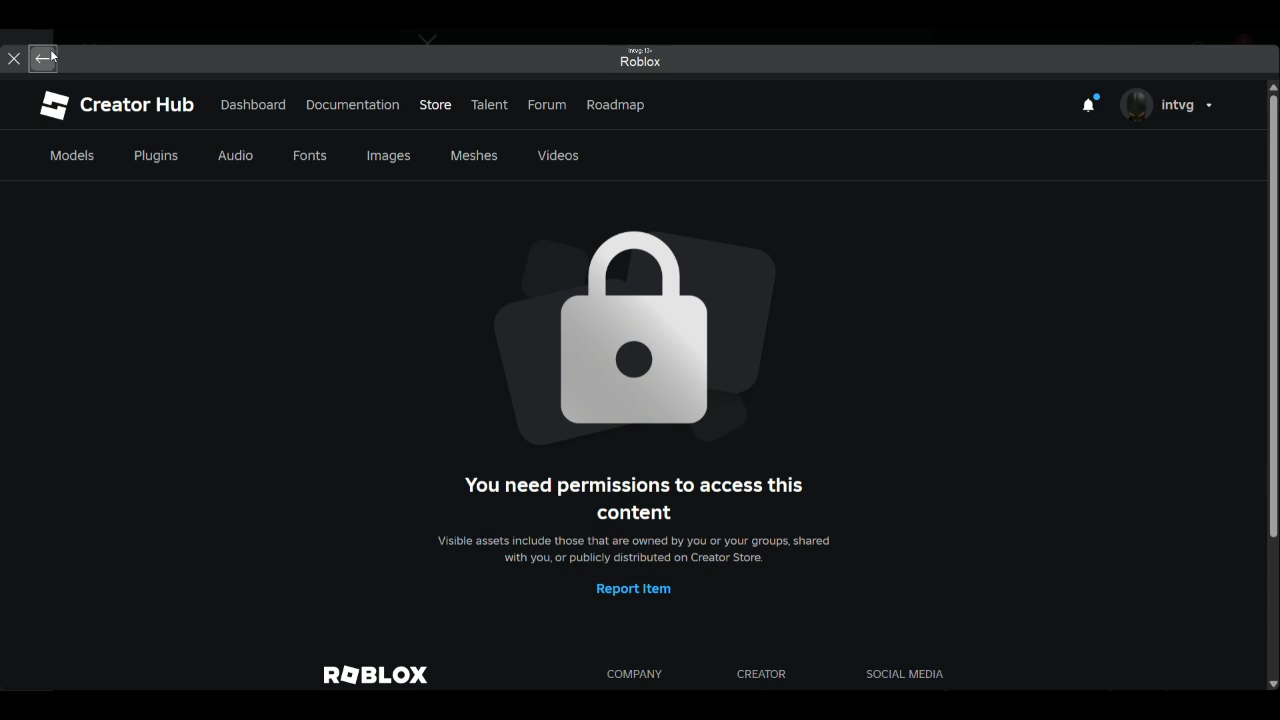 intvg: 13+
Roblox
Creator Hub Dashboard Documentation Store Talent Forum Roadmap intvg
Models Plugins Audio Fonts Images Meshes Videos
You need permissions to access this
content
Visible assets include those that are owned by you or your groups, shared
with you, or publicly distributed on Creator Store.
Report Item
ROBLOX COMPANY CREATOR SOCIAL MEDIA